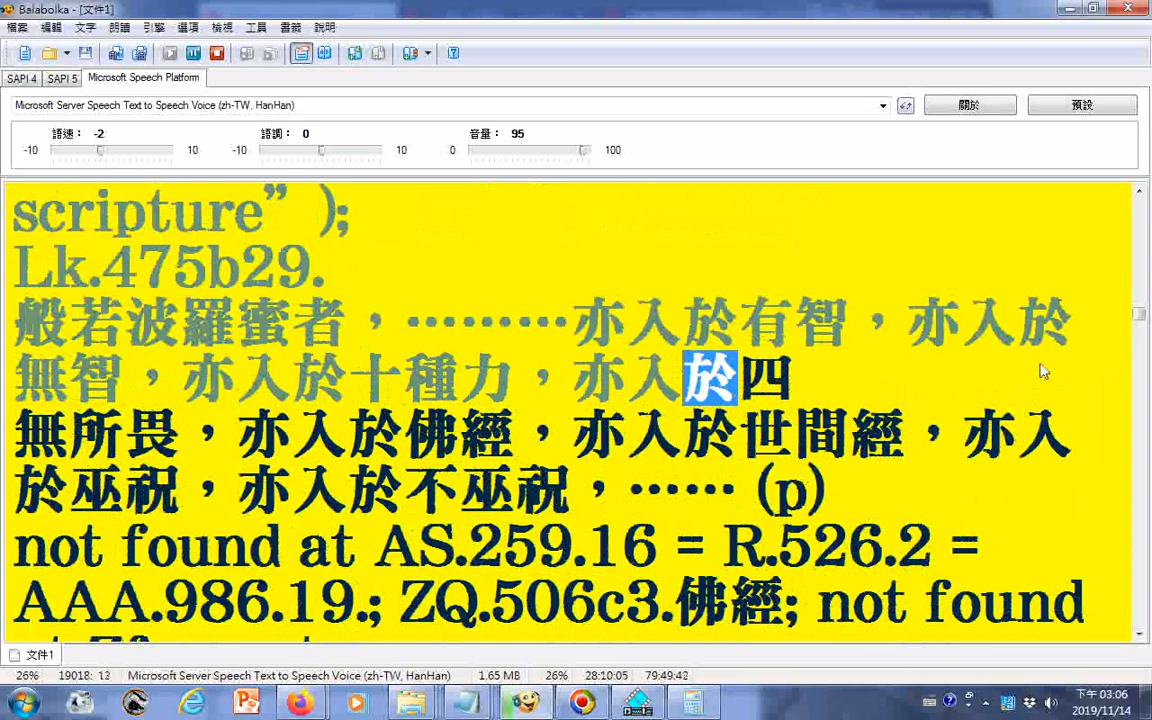 Balabolka - [文件1]
檔案 編輯 文字 朗讀 引擎 選項 檢視 工具 書籤 說明
SAPI 4 SAPI 5 Microsoft Speech Platform
Microsoft Server Speech Text to Speech Voice (zh-TW, HanHan) 關於 預設
語速： -2 語調： 0 音量： 95
-10 10 -10 10 0 100
scripture” );
Lk.475b29.
般若波羅蜜者，………亦入於有智，亦入於
無智，亦入於十種力，亦入於四
無所畏，亦入於佛經，亦入於世間經，亦入
於巫祝，亦入於不巫祝，…… (p)
not found at AS.259.16 = R.526.2 =
AAA.986.19.; ZQ.506c3.佛經; not found
文件1
26% 19018: 13 Microsoft Server Speech Text to Speech Voice (zh-TW, HanHan) 1.65 MB 26% 28:10:05 79:49:42
下午 03:06
2019/11/14